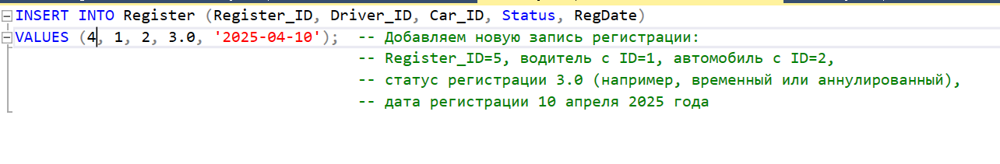 INSERT INTO Register (Register_ID, Driver_ID, Car_ID, Status, RegDate)
VALUES (4, 1, 2, 3.0, '2025-04-10');  -- Добавляем новую запись регистрации:
-- Register_ID=5, водитель с ID=1, автомобиль с ID=2,
-- статус регистрации 3.0 (например, временный или аннулированный),
-- дата регистрации 10 апреля 2025 года